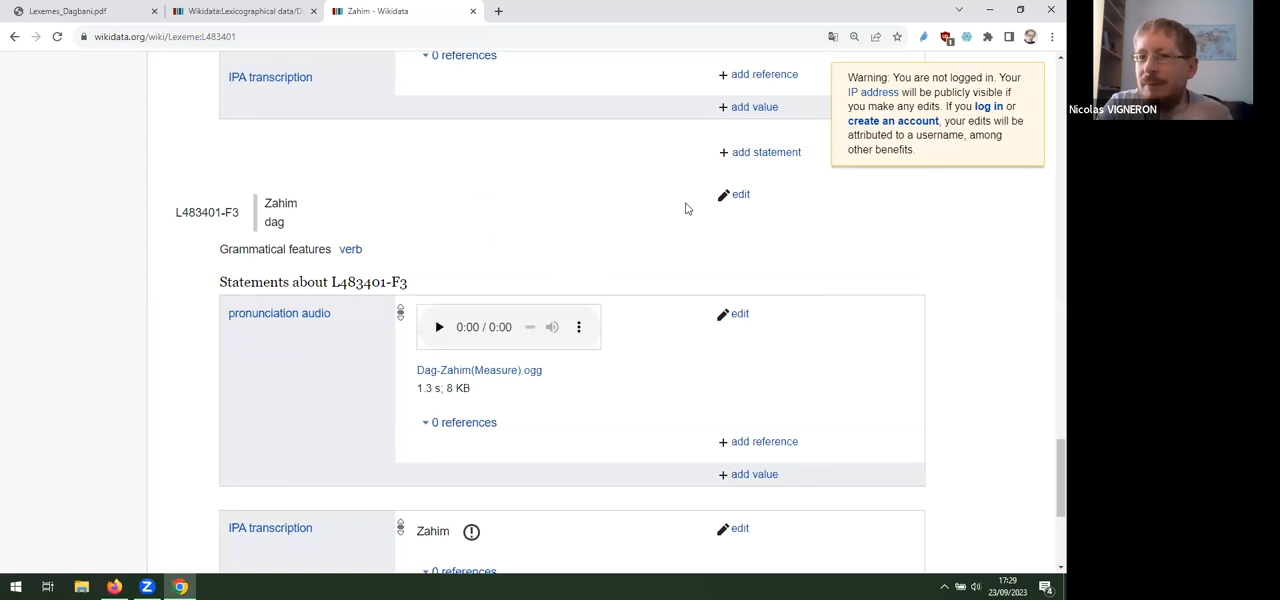 Lexemes_Dagbani.pdf
Wikidata:Lexicographical data/D
Zahim - Wikidata
wikidata.org/wiki/Lexeme:L483401
0 references
IPA transcription
+ add reference
+ add value
Warning: You are not logged in. Your
IP address will be publicly visible if
you make any edits. If you log in or
create an account, your edits will be
attributed to a username, among
other benefits.
Nicolas VIGNERON
+ add statement
edit
L483401-F3
Zahim
dag
Grammatical features verb
Statements about L483401-F3
pronunciation audio
0:00 / 0:00
edit
Dag-Zahim(Measure).ogg
1.3 s; 8 KB
0 references
+ add reference
+ add value
IPA transcription
Zahim
edit
0 references
17:29
23/09/2023
4